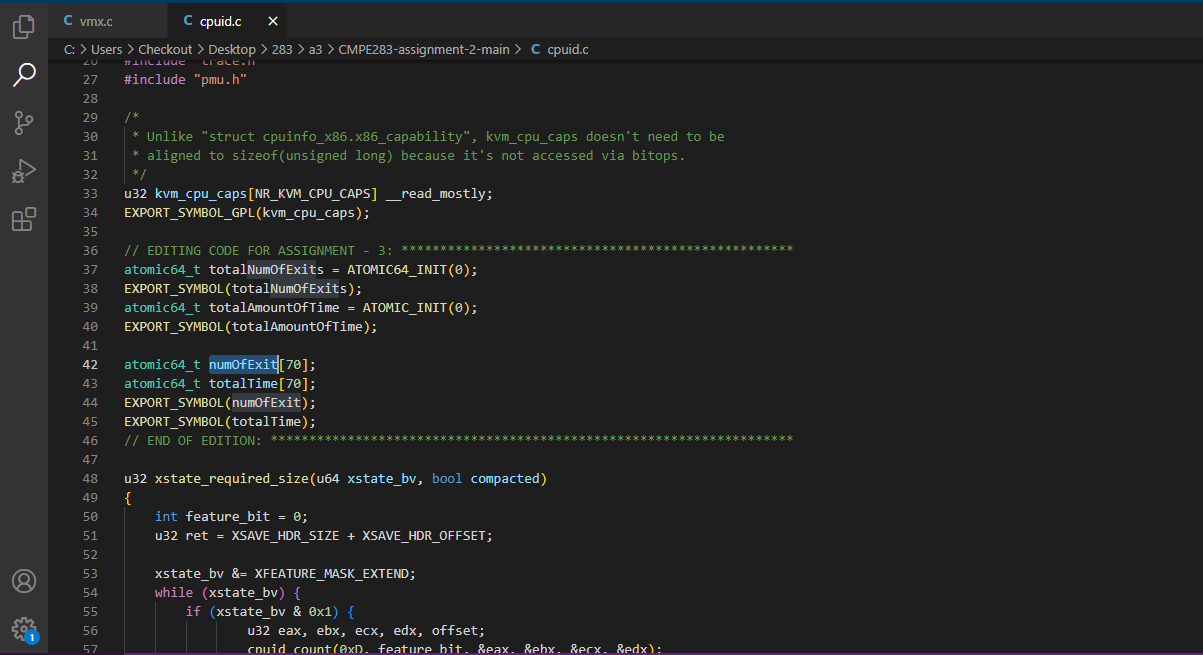 C vmx.c
C cpuid.c ×
C: > Users > Checkout > Desktop > 283 > a3 > CMPE283-assignment-2-main > C cpuid.c
26 #include "trace.h"
27 #include "pmu.h"
28
29 /*
30 * Unlike "struct cpuinfo_x86.x86_capability", kvm_cpu_caps doesn't need to be
31 * aligned to sizeof(unsigned long) because it's not accessed via bitops.
32 */
33 u32 kvm_cpu_caps[NR_KVM_CPU_CAPS] __read_mostly;
34 EXPORT_SYMBOL_GPL(kvm_cpu_caps);
35
36 // EDITING CODE FOR ASSIGNMENT - 3: ***************************************************
37 atomic64_t totalNumOfExits = ATOMIC64_INIT(0);
38 EXPORT_SYMBOL(totalNumOfExits);
39 atomic64_t totalAmountOfTime = ATOMIC_INIT(0);
40 EXPORT_SYMBOL(totalAmountOfTime);
41
42 atomic64_t numOfExit[70];
43 atomic64_t totalTime[70];
44 EXPORT_SYMBOL(numOfExit);
45 EXPORT_SYMBOL(totalTime);
46 // END OF EDITION: ********************************************************************
47
48 u32 xstate_required_size(u64 xstate_bv, bool compacted)
49 {
50 int feature_bit = 0;
51 u32 ret = XSAVE_HDR_SIZE + XSAVE_HDR_OFFSET;
52
53 xstate_bv &= XFEATURE_MASK_EXTEND;
54 while (xstate_bv) {
55 if (xstate_bv & 0x1) {
56 u32 eax, ebx, ecx, edx, offset;
57 cpuid_count(0xD, feature_bit, &eax, &ebx, &ecx, &edx);
1